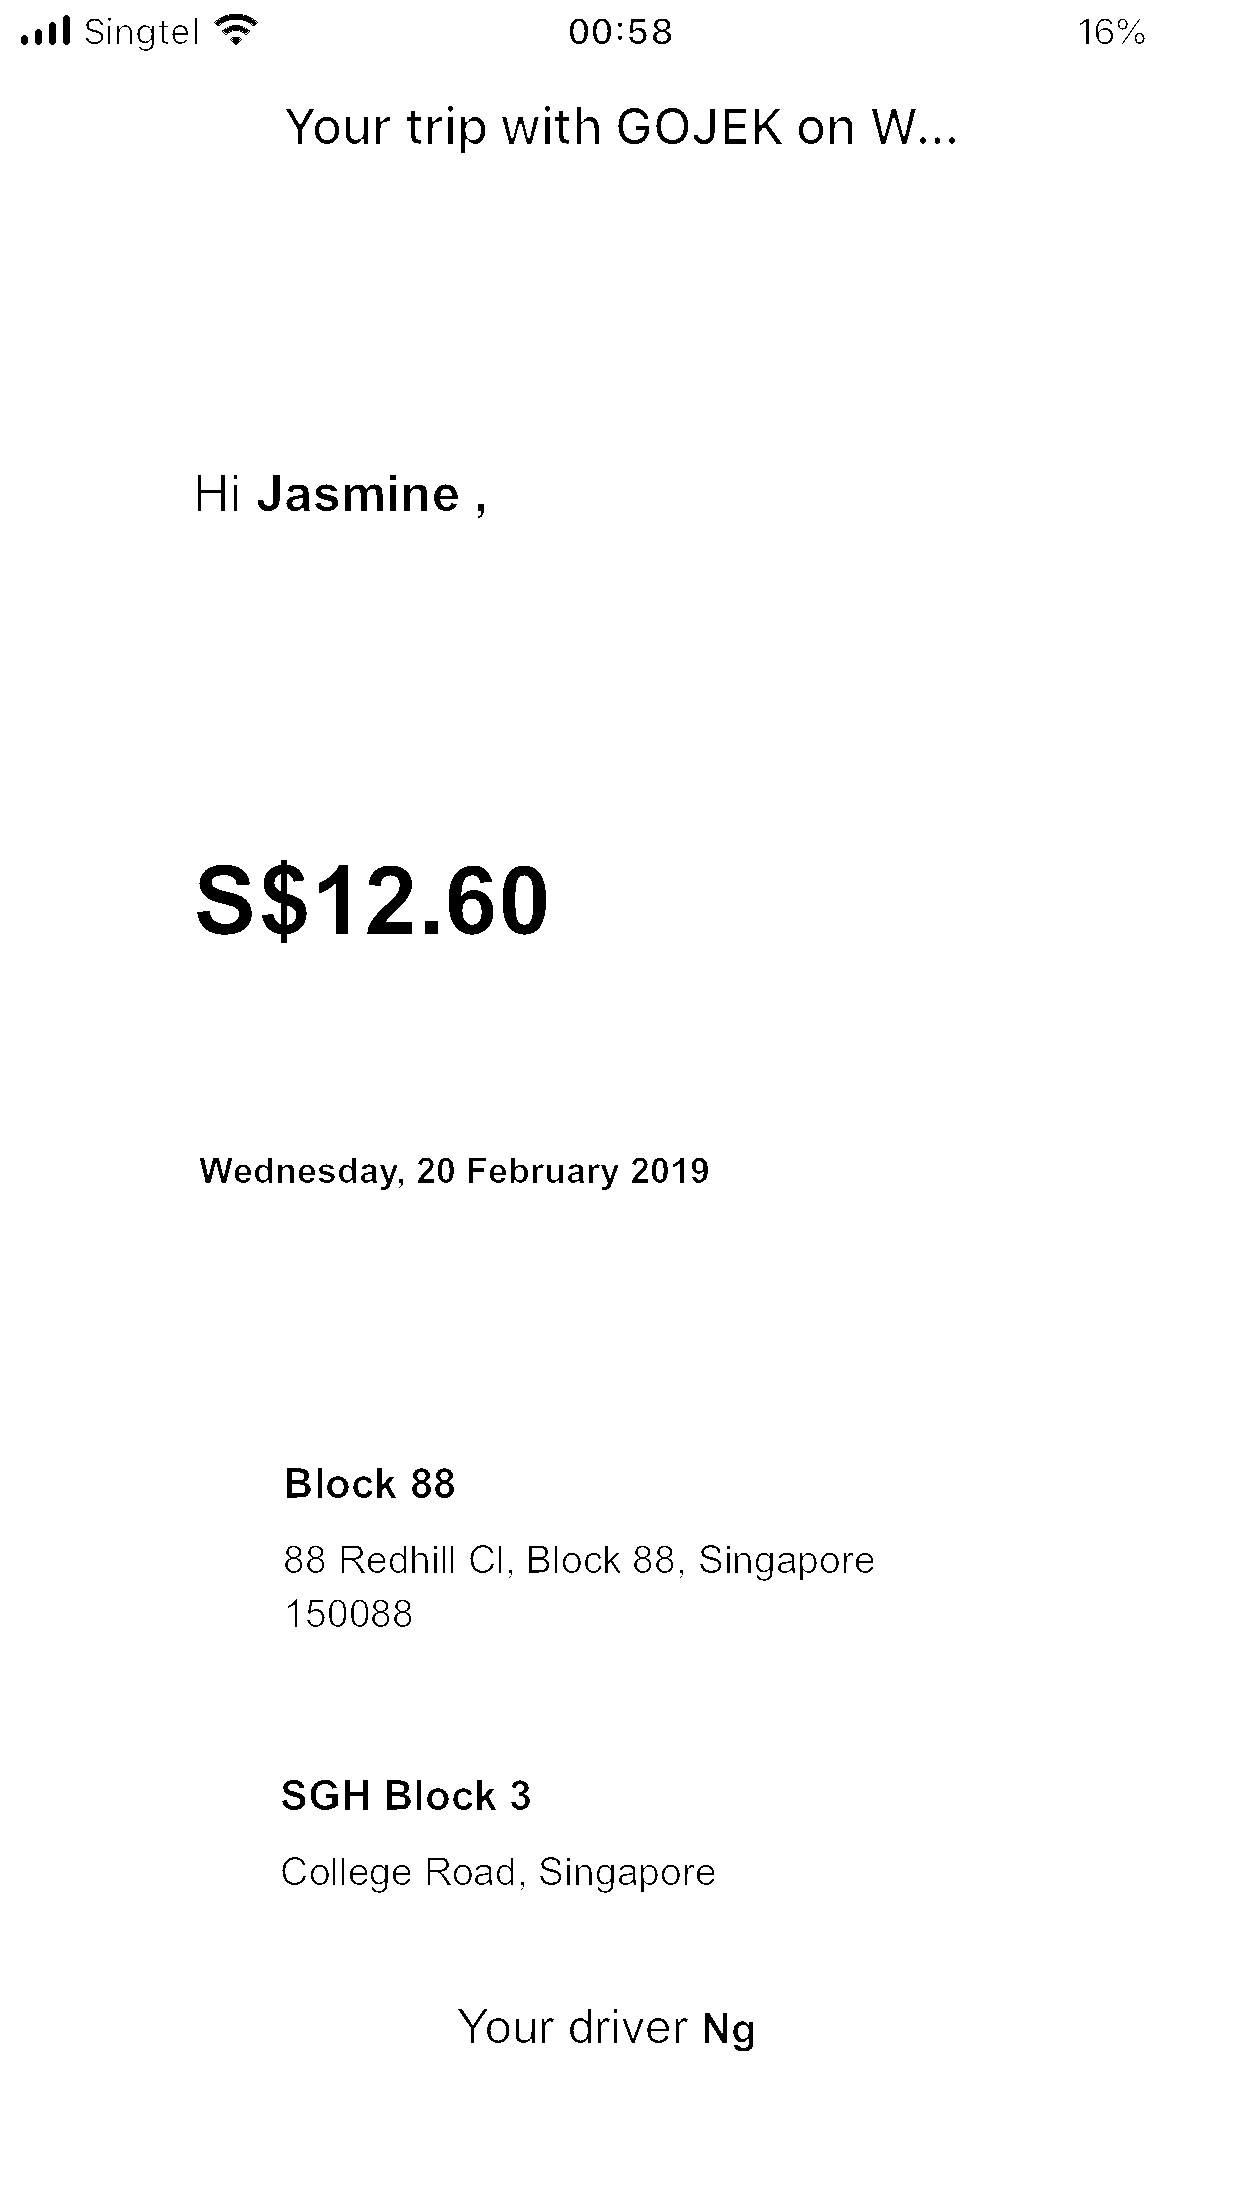 Singtel 00:58 16%
Your trip with GOJEK on W...
Hi Jasmine ,
S$12.60
Wednesday, 20 February 2019
Block 88
88 Redhill Cl, Block 88, Singapore
150088
SGH Block 3
College Road, Singapore
Your driver Ng